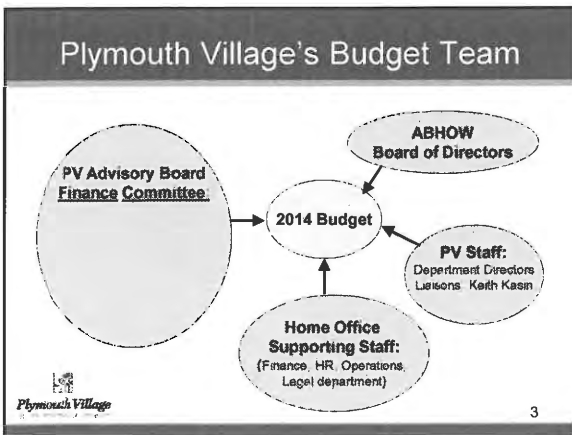 Plymouth Village's Budget Team
PV Advisory Board
Finance Committee:
ABHOW
Board of Directors
2014 Budget
PV Staff:
Department Directors
Liaisons, Keith Kasin
Home Office
Supporting Staff:
{Finance, HR, Operations,
Legal department}
Plymouth Village
3